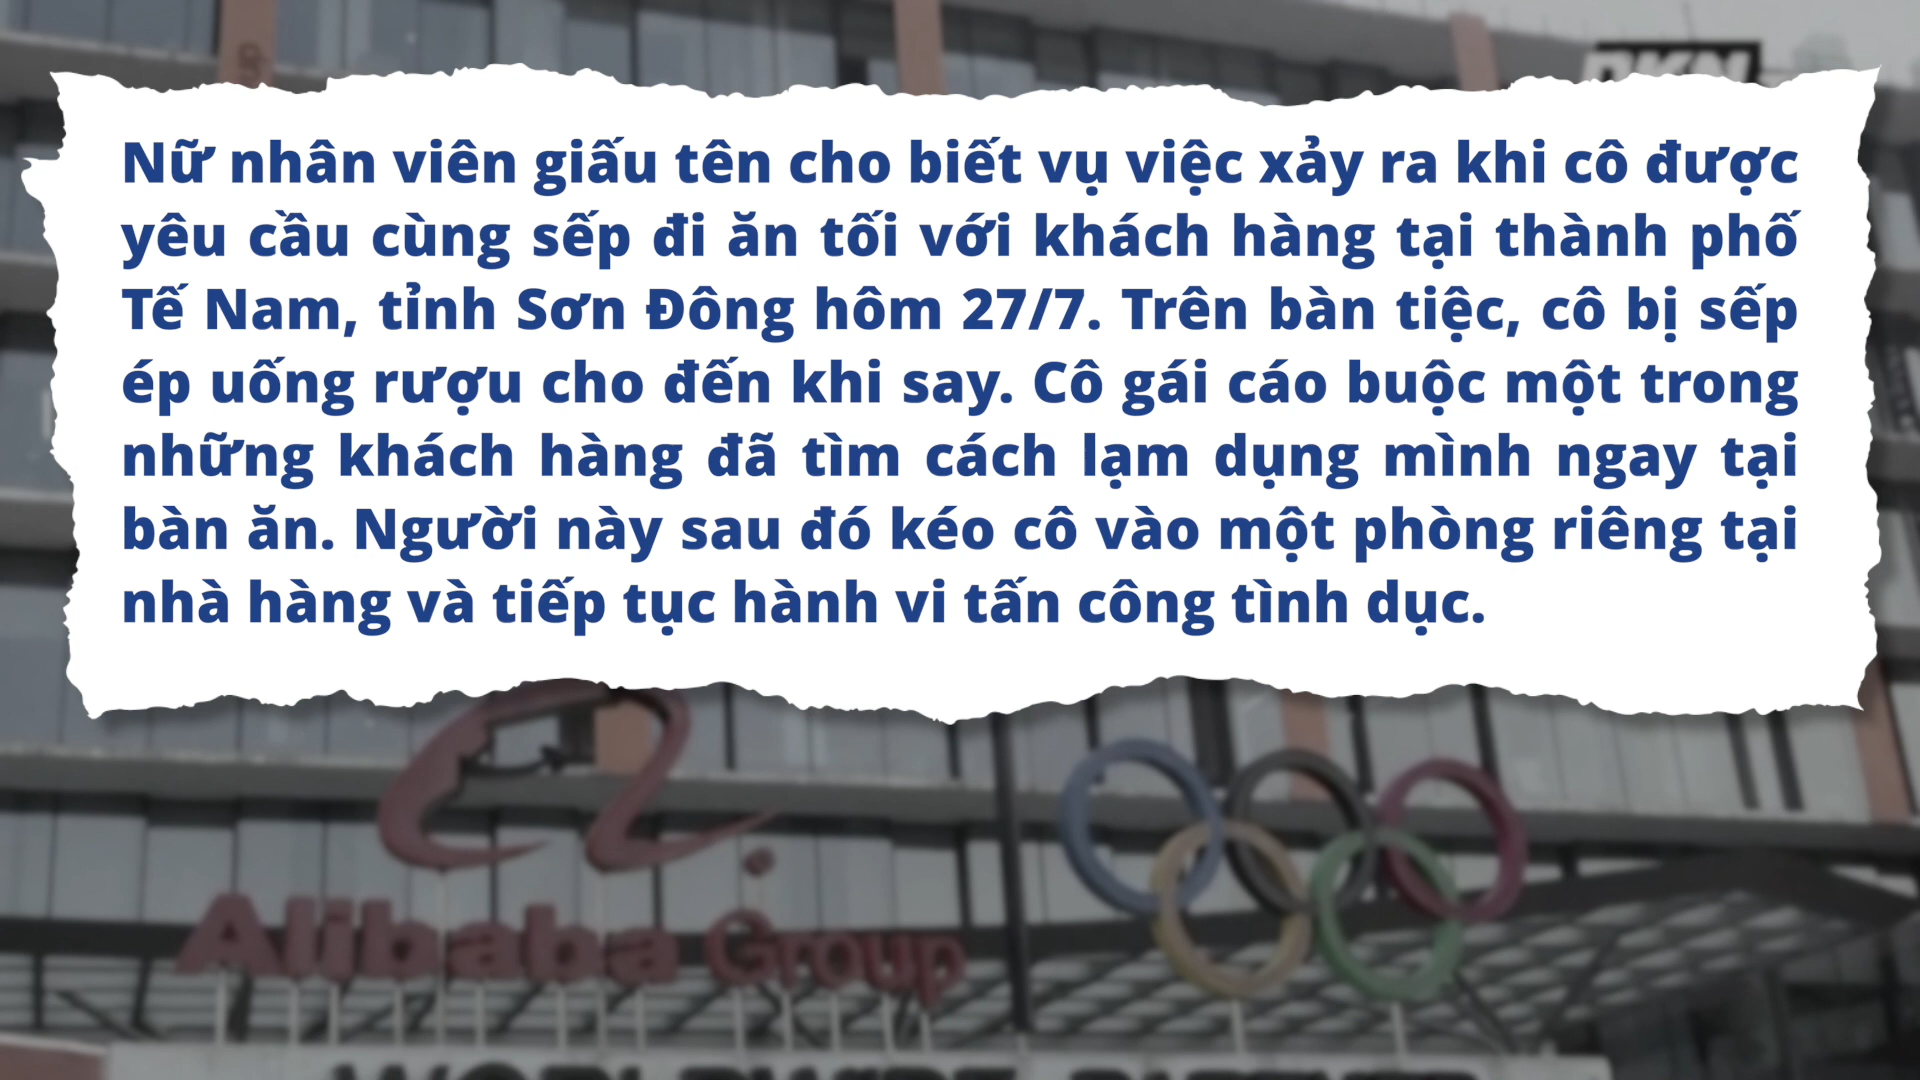 DKN
Nữ nhân viên giấu tên cho biết vụ việc xảy ra khi cô được
yêu cầu cùng sếp đi ăn tối với khách hàng tại thành phố
Tế Nam, tỉnh Sơn Đông hôm 27/7. Trên bàn tiệc, cô bị sếp
ép uống rượu cho đến khi say. Cô gái cáo buộc một trong
những khách hàng đã tìm cách lạm dụng mình ngay tại
bàn ăn. Người này sau đó kéo cô vào một phòng riêng tại
nhà hàng và tiếp tục hành vi tấn công tình dục.
Alibaba Group
WORLDWIDE PARTNER